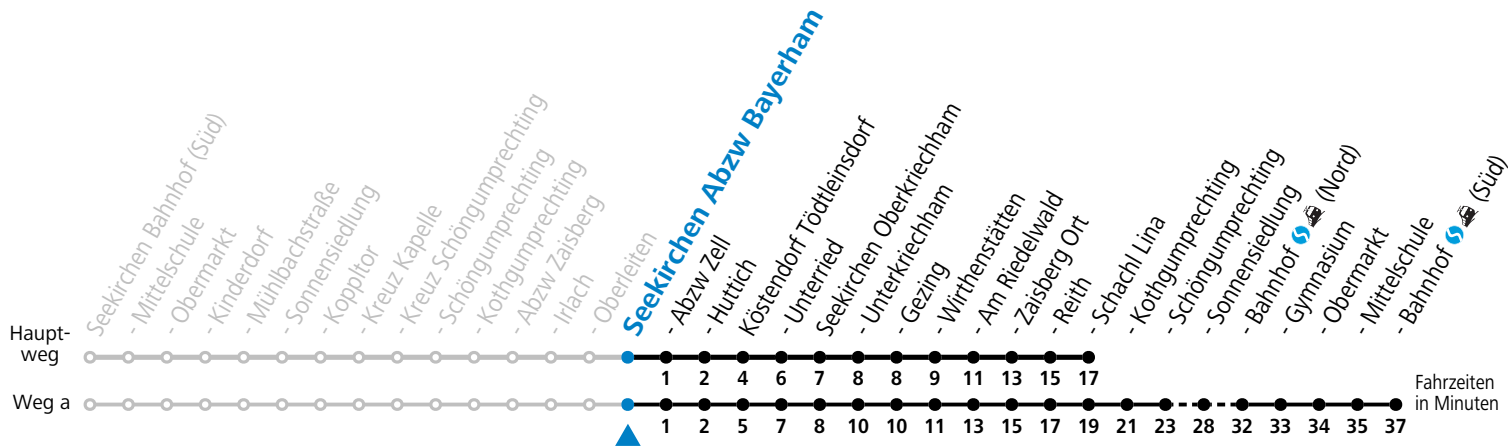 Seekirchen Bahnhof (Süd)
- Mittelschule
- Obermarkt
- Kinderdorf
- Mühlbachstraße
- Sonnensiedlung
- Koppltor
- Kreuz Kapelle
- Kreuz Schöngumprechting
- Schöngumprechting
- Kothgumprechting
- Abzw Zaisberg
- Irlach
- Oberleiten
Seekirchen Abzw Bayerham
- Abzw Zell
- Huttich
Köstendorf Tödtleinsdorf
- Unterried
Seekirchen Oberkriechham
- Unterkriechham
- Gezing
- Wirthenstätten
- Am Riedelwald
- Zaisberg Ort
- Reith
- Schachl Lina
- Kothgumprechting
- Schöngumprechting
- Sonnensiedlung
- Bahnhof (Nord)
- Gymnasium
- Obermarkt
- Mittelschule
- Bahnhof (Süd)
Haupt-
weg
1 2 4 6 7 8 8 9 11 13 15 17
Weg a
1 2 5 7 8 10 10 11 13 15 17 19 21 23 28 32 33 34 35 37
Fahrzeiten
in Minuten